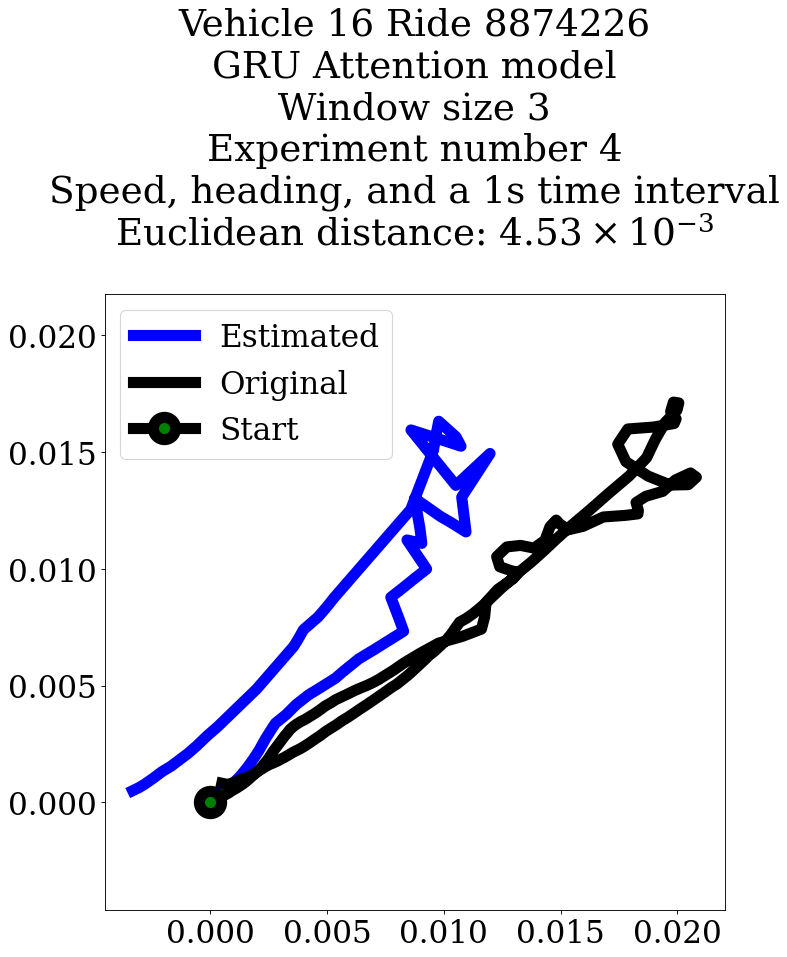 Vehicle 16 Ride 8874226
GRU Attention model
Window size 3
Experiment number 4
Speed, heading, and a 1s time interval
Euclidean distance: 4.53 × 10⁻³
Estimated
Original
Start
0.020
0.015
0.010
0.005
0.000
0.000 0.005 0.010 0.015 0.020